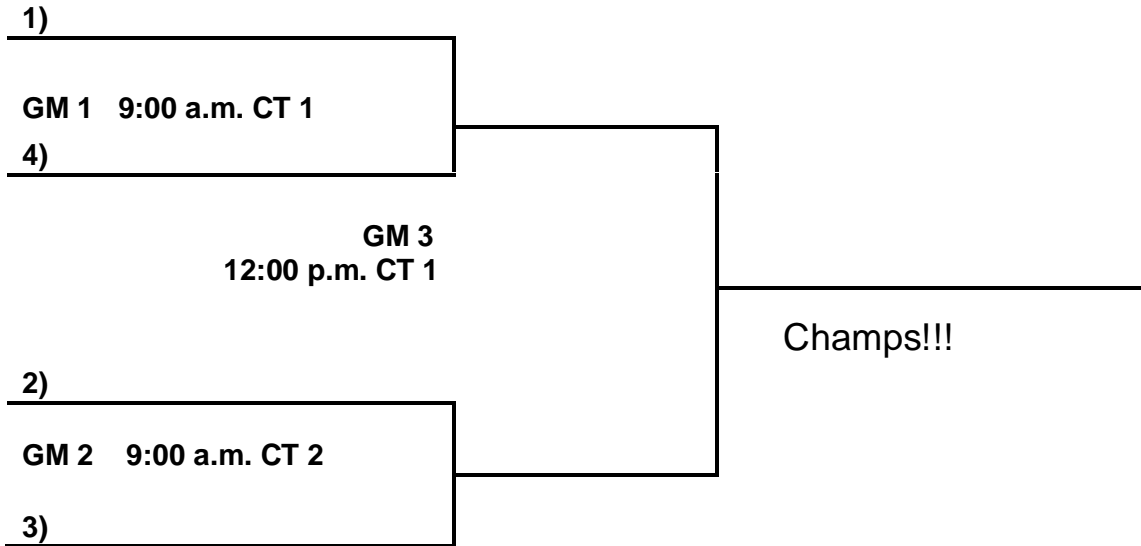 1)
GM 1 9:00 a.m. CT 1
4)
GM 3
12:00 p.m. CT 1
Champs!!!
2)
GM 2 9:00 a.m. CT 2
3)